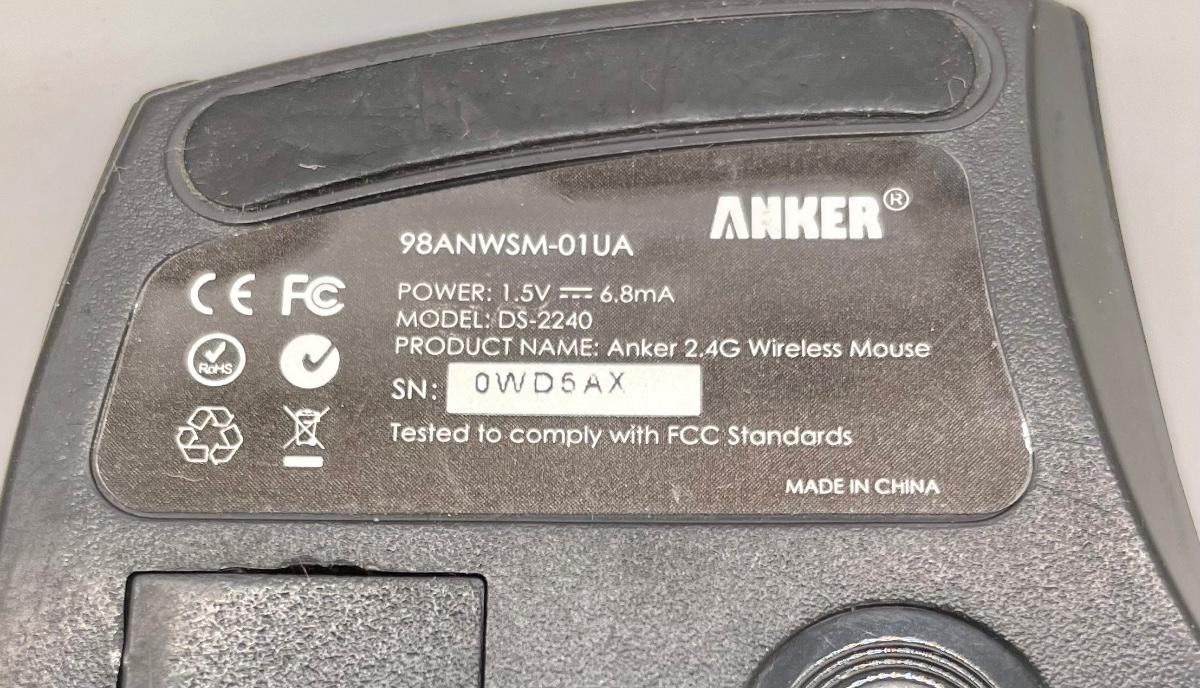 ANKER®
98ANWSM-01UA
CE FC
POWER: 1.5V ⎓ 6.8mA
MODEL: DS-2240
PRODUCT NAME: Anker 2.4G Wireless Mouse
RoHS
SN: 0WD5AX
Tested to comply with FCC Standards
MADE IN CHINA